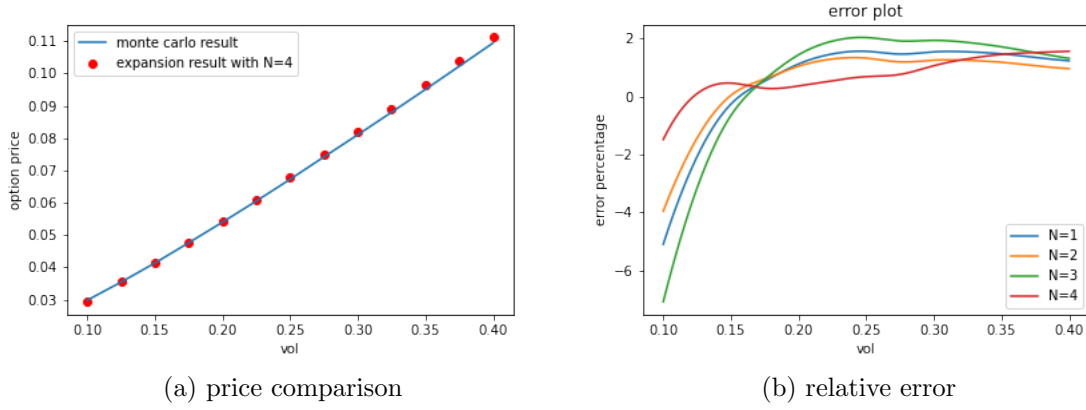 monte carlo result
expansion result with N=4
0.11
0.10
0.09
0.08
0.07
0.06
0.05
0.04
0.03
option price
0.10 0.15 0.20 0.25 0.30 0.35 0.40
vol
(a) price comparison
error plot
2
0
−2
−4
−6
error percentage
N=1
N=2
N=3
N=4
0.10 0.15 0.20 0.25 0.30 0.35 0.40
vol
(b) relative error